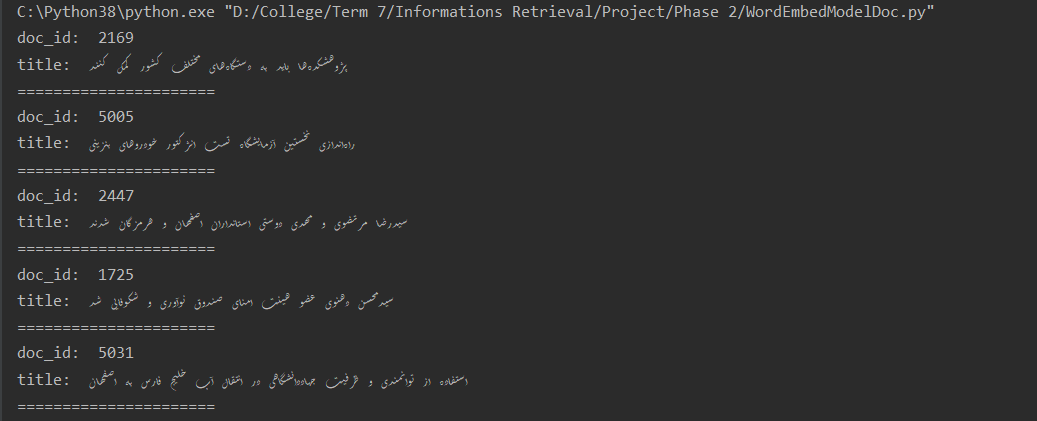 C:\Python38\python.exe "D:/College/Term 7/Informations Retrieval/Project/Phase 2/WordEmbedModelDoc.py"
doc_id:  2169
title:  پژوهشکده‌ها باید به دستگاه‌های مختلف کشور کمک کنند
======================
doc_id:  5005
title:  راه‌اندازی نخستین آزمایشگاه تست انژکتور خودروهای بنزینی
======================
doc_id:  2447
title:  سیدرضا مرتضوی و مهدی دوستی استانداران اصفهان و هرمزگان شدند
======================
doc_id:  1725
title:  سیدمحسن دهنوی عضو هیئت امنای صندوق نوآوری و شکوفایی شد
======================
doc_id:  5031
title:  استفاده از توانمندی و ظرفیت جهاددانشگاهی در انتقال آب خلیج فارس به اصفهان
======================